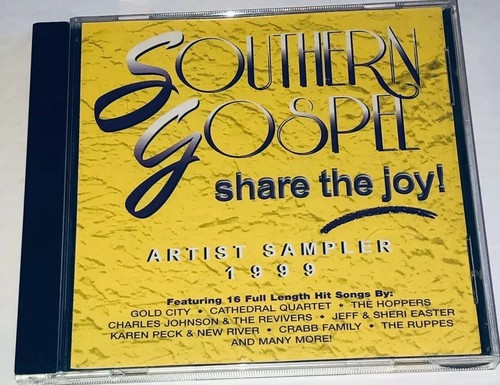 SOUTHERN
GOSPEL
share the joy!
ARTIST SAMPLER
1999
Featuring 16 Full Length Hit Songs By:
GOLD CITY • CATHEDRAL QUARTET • THE HOPPERS
CHARLES JOHNSON & THE REVIVERS • JEFF & SHERI EASTER
KAREN PECK & NEW RIVER • CRABB FAMILY • THE RUPPES
AND MANY MORE!